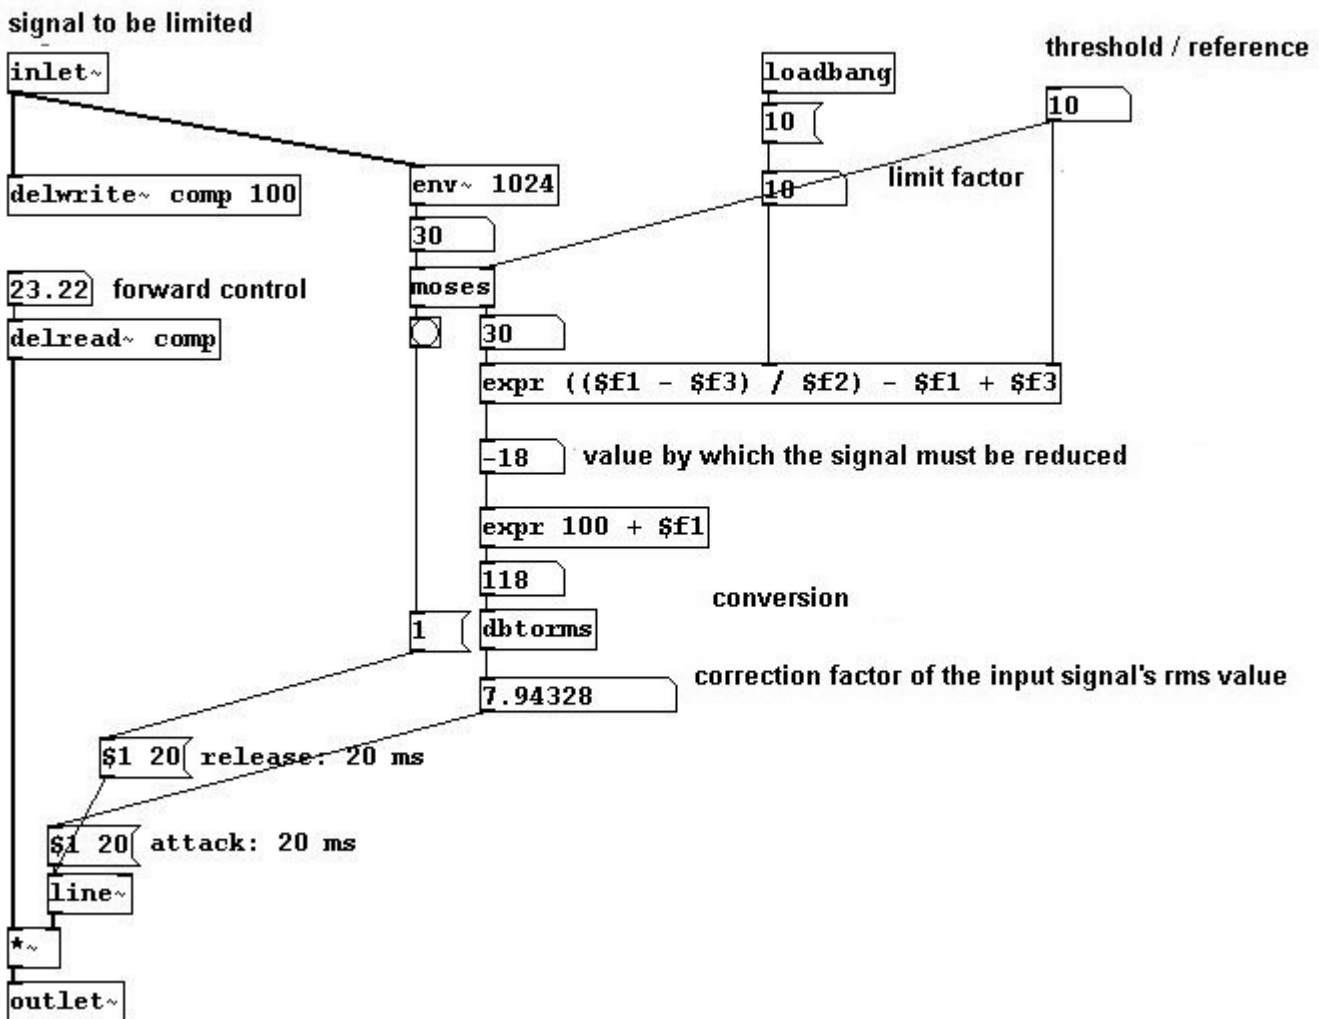 signal to be limited
inlet~
loadbang
threshold / reference
10
10
10
limit factor
env~ 1024
delwrite~ comp 100
30
23.22
forward control
moses
delread~ comp
30
expr (($f1 - $f3) / $f2) - $f1 + $f3
-18
value by which the signal must be reduced
expr 100 + $f1
118
conversion
1
dbtorms
correction factor of the input signal's rms value
7.94328
$1 20
release: 20 ms
$1 20
attack: 20 ms
line~
*~
outlet~